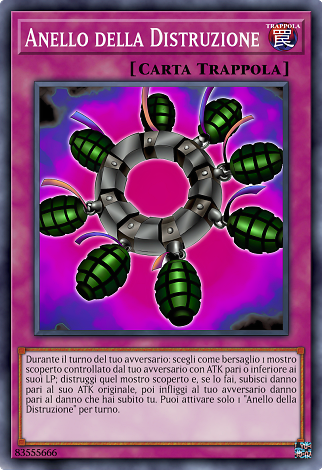 ANELLO DELLA DISTRUZIONE
TRAPPOLA
罠
[CARTA TRAPPOLA]
Durante il turno del tuo avversario: scegli come bersaglio 1 mostro
scoperto controllato dal tuo avversario con ATK pari o inferiore ai
suoi LP; distruggi quel mostro scoperto e, se lo fai, subisci danno
pari al suo ATK originale, poi infliggi al tuo avversario danno
pari al danno che hai subito tu. Puoi attivare solo 1 "Anello della
Distruzione" per turno.
83555666